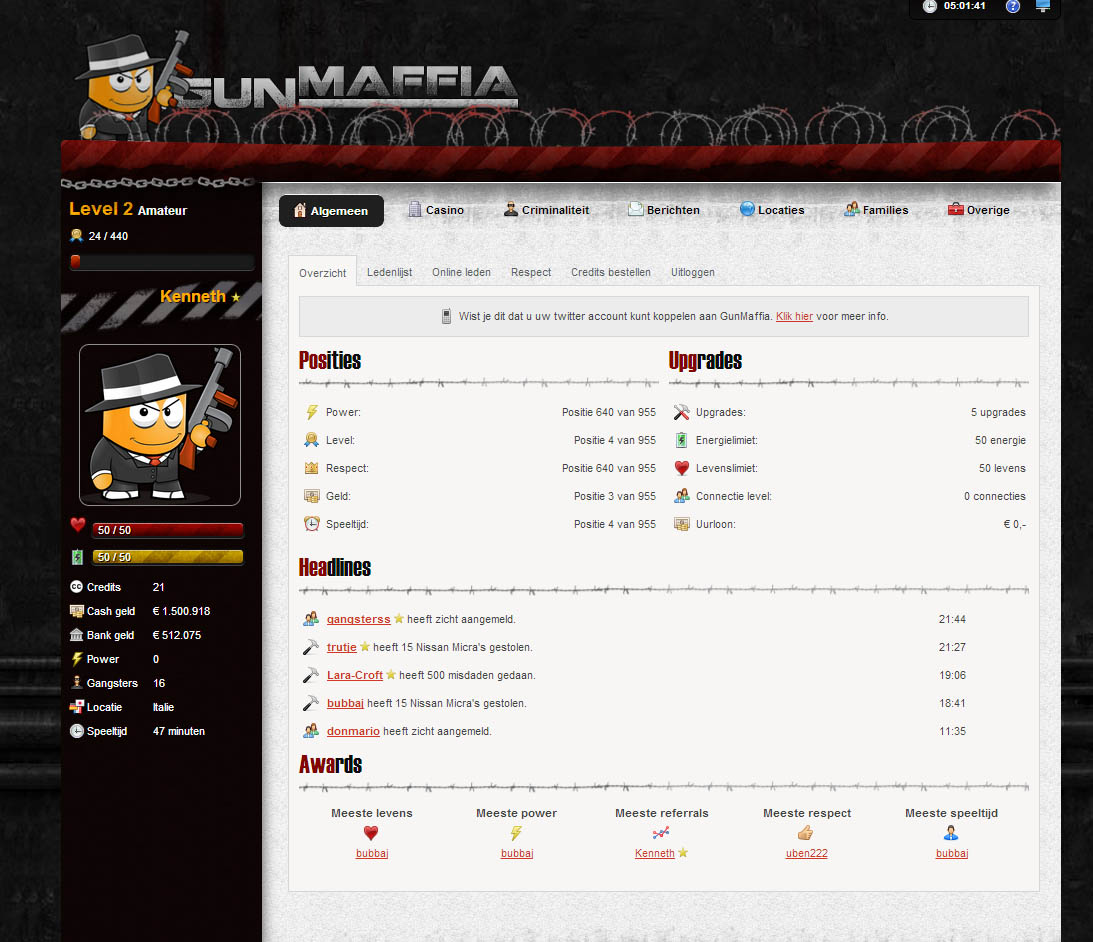 05:01:41
GUNMAFFIA
Level 2 Amateur
24 / 440
Kenneth
50 / 50
50 / 50
Credits 21
Cash geld € 1.500.918
Bank geld € 512.075
Power 0
Gangsters 16
Locatie Italie
Speeltijd 47 minuten
Algemeen Casino Criminaliteit Berichten Locaties Families Overige
Overzicht Ledenlijst Online leden Respect Credits bestellen Uitloggen
Wist je dit dat u uw twitter account kunt koppelen aan GunMaffia. Klik hier voor meer info.
Posities
Power: Positie 640 van 955
Level: Positie 4 van 955
Respect: Positie 640 van 955
Geld: Positie 3 van 955
Speeltijd: Positie 4 van 955
Upgrades
Upgrades: 5 upgrades
Energielimiet: 50 energie
Levenslimiet: 50 levens
Connectie level: 0 connecties
Uurloon: € 0,-
Headlines
gangsterss heeft zicht aangemeld. 21:44
trutje heeft 15 Nissan Micra's gestolen. 21:27
Lara-Croft heeft 500 misdaden gedaan. 19:06
bubbaj heeft 15 Nissan Micra's gestolen. 18:41
donmario heeft zicht aangemeld. 11:35
Awards
Meeste levens Meeste power Meeste referrals Meeste respect Meeste speeltijd
bubbaj bubbaj Kenneth uben222 bubbaj